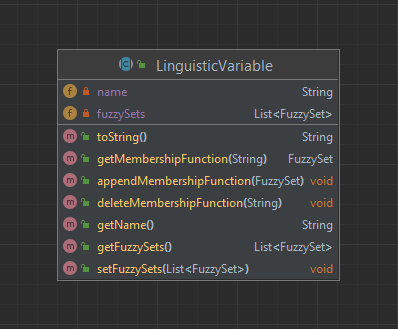 LinguisticVariable
name String
fuzzySets List<FuzzySet>
toString() String
getMembershipFunction(String) FuzzySet
appendMembershipFunction(FuzzySet) void
deleteMembershipFunction(String) void
getName() String
getFuzzySets() List<FuzzySet>
setFuzzySets(List<FuzzySet>) void